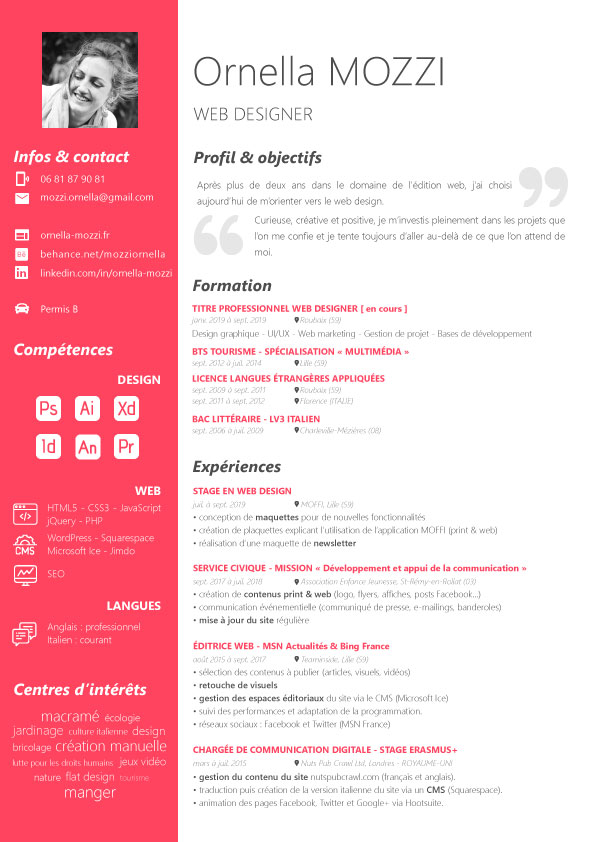 Ornella MOZZI
WEB DESIGNER
Infos & contact
06 81 87 90 81
mozzi.ornella@gmail.com
ornella-mozzi.fr
Bē
behance.net/mozziornella
in
linkedin.com/in/ornella-mozzi
Permis B
Compétences
DESIGN
Ps Ai Xd
Id An Pr
WEB
HTML5 - CSS3 - JavaScript
jQuery - PHP
CMS
WordPress - Squarespace
Microsoft Ice - Jimdo
SEO
LANGUES
Anglais : professionnel
Italien : courant
Centres d'intérêts
macramé écologie
jardinage culture italienne design
bricolage création manuelle
lutte pour les droits humains jeux vidéo
nature flat design tourisme
manger
Profil & objectifs
Après plus de deux ans dans le domaine de l'édition web, j'ai choisi
aujourd'hui de m'orienter vers le web design.
Curieuse, créative et positive, je m'investis pleinement dans les projets que
l'on me confie et je tente toujours d'aller au-delà de ce que l'on attend de
moi.
Formation
TITRE PROFESSIONNEL WEB DESIGNER [ en cours ]
janv. 2019 à sept. 2019 Roubaix (59)
Design graphique - UI/UX - Web marketing - Gestion de projet - Bases de développement
BTS TOURISME - SPÉCIALISATION « MULTIMÉDIA »
sept. 2012 à juil. 2014 Lille (59)
LICENCE LANGUES ÉTRANGÈRES APPLIQUÉES
sept. 2009 à sept. 2011 Roubaix (59)
sept. 2011 à sept. 2012 Florence (ITALIE)
BAC LITTÉRAIRE - LV3 ITALIEN
sept. 2006 à juil. 2009 Charleville-Mézières (08)
Expériences
STAGE EN WEB DESIGN
juil. à sept. 2019 MOFFI, Lille (59)
• conception de maquettes pour de nouvelles fonctionnalités
• création de plaquettes explicant l'utilisation de l'application MOFFI (print & web)
• réalisation d'une maquette de newsletter
SERVICE CIVIQUE - MISSION « Développement et appui de la communication »
sept. 2017 à juil. 2018 Association Enfance Jeunesse, St-Rémy-en-Rollat (03)
• création de contenus print & web (logo, flyers, affiches, posts Facebook...)
• communication évènementielle (communiqué de presse, e-mailings, banderoles)
• mise à jour du site régulière
ÉDITRICE WEB - MSN Actualités & Bing France
août 2015 à sept. 2017 Teaminside, Lille (59)
• sélection des contenus à publier (articles, visuels, vidéos)
• retouche de visuels
• gestion des espaces éditoriaux du site via le CMS (Microsoft Ice)
• suivi des performances et adaptation de la programmation.
• réseaux sociaux : Facebook et Twitter (MSN France)
CHARGÉE DE COMMUNICATION DIGITALE - STAGE ERASMUS+
mars à juil. 2015 Nuts Pub Crawl Ltd, Londres - ROYAUME-UNI
• gestion du contenu du site nutspubcrawl.com (français et anglais).
• traduction puis création de la version italienne du site via un CMS (Squarespace).
• animation des pages Facebook, Twitter et Google+ via Hootsuite.